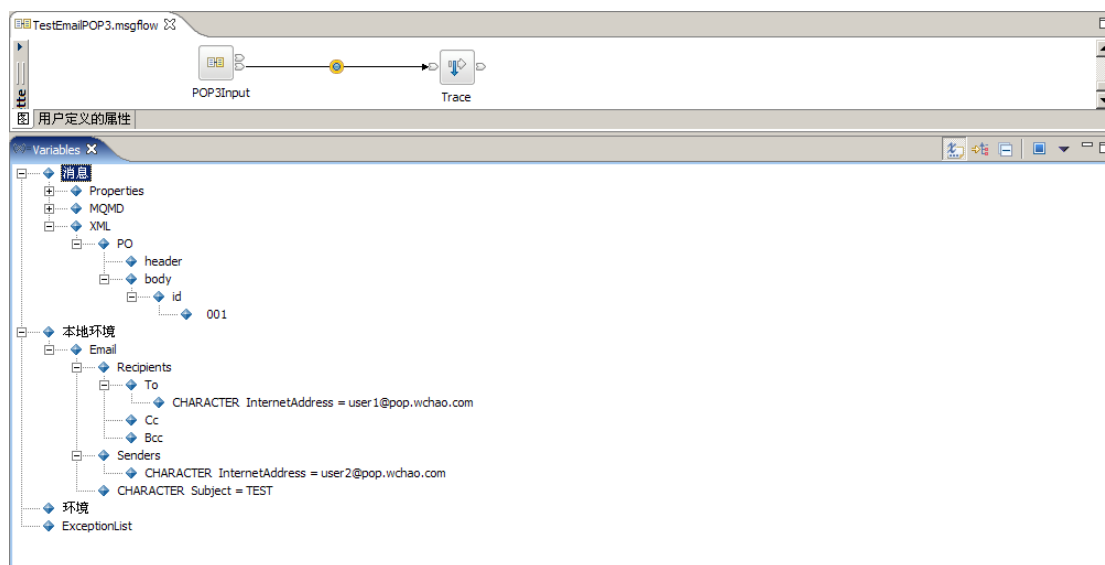 TestEmailPOP3.msgflow
POP3Input
Trace
tte
图 用户定义的属性
Variables
消息
Properties
MQMD
XML
PO
header
body
id
001
本地环境
Email
Recipients
To
CHARACTER InternetAddress = user1@pop.wchao.com
Cc
Bcc
Senders
CHARACTER InternetAddress = user2@pop.wchao.com
CHARACTER Subject = TEST
环境
ExceptionList